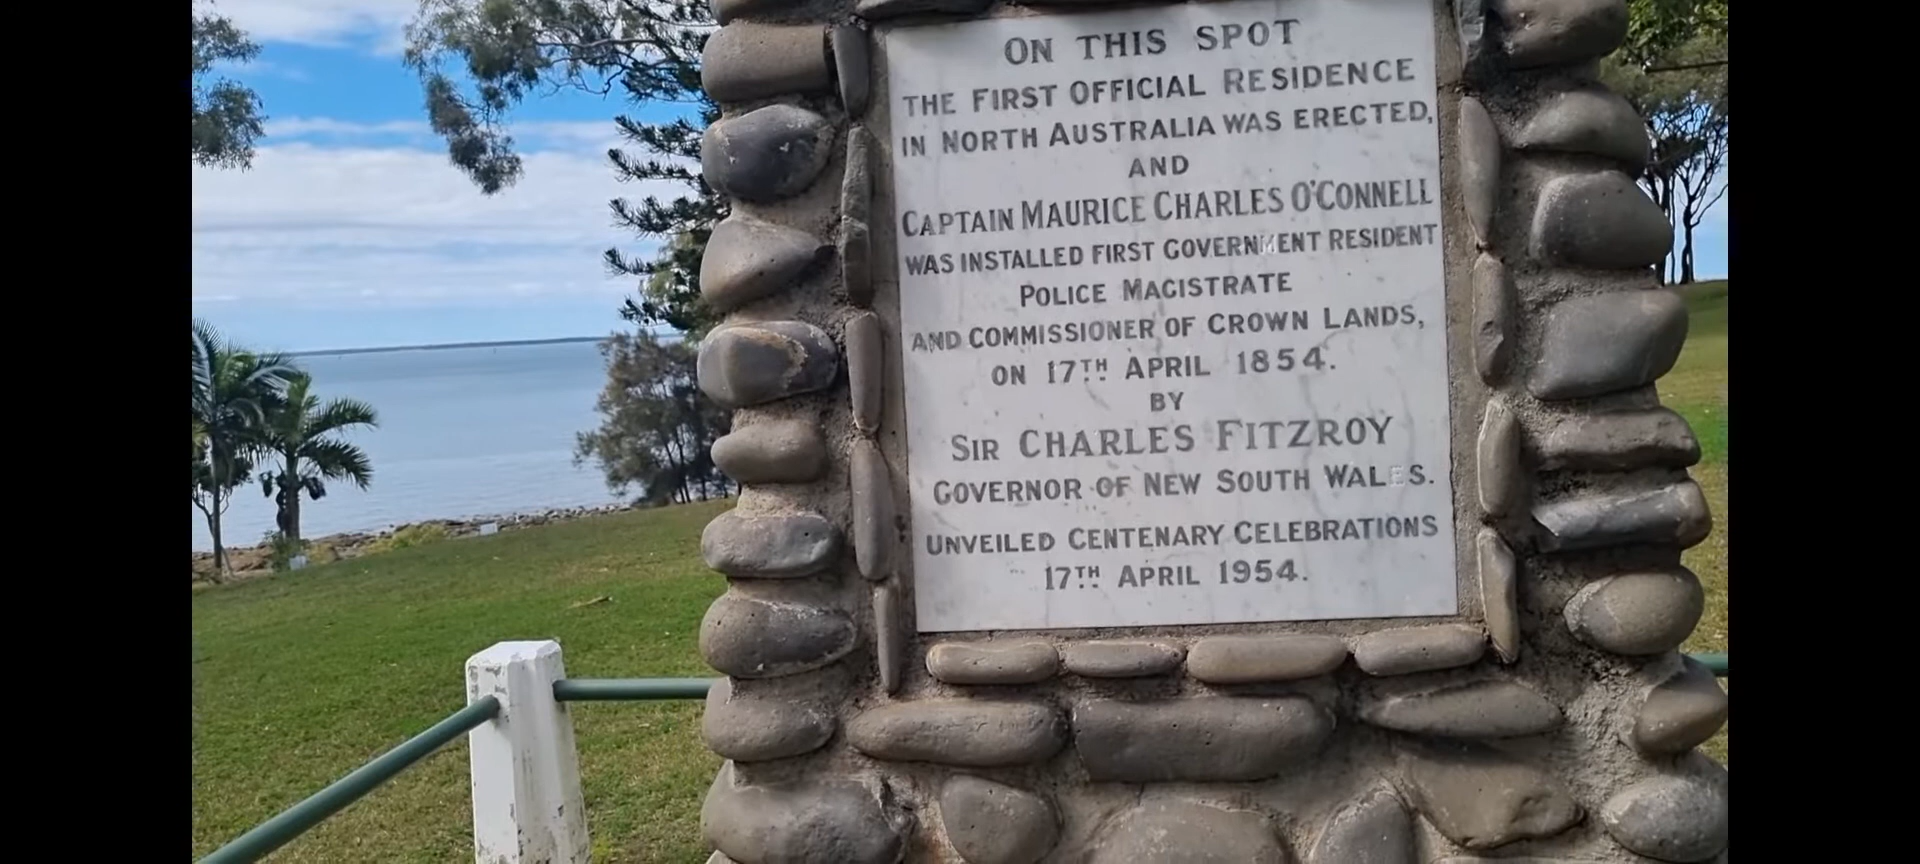 ON THIS SPOT
THE FIRST OFFICIAL RESIDENCE
IN NORTH AUSTRALIA WAS ERECTED,
AND
CAPTAIN MAURICE CHARLES O'CONNELL
WAS INSTALLED FIRST GOVERNMENT RESIDENT
POLICE MAGISTRATE
AND COMMISSIONER OF CROWN LANDS,
ON 17TH APRIL 1854.
BY
SIR CHARLES FITZROY
GOVERNOR OF NEW SOUTH WALES.
UNVEILED CENTENARY CELEBRATIONS
17TH APRIL 1954.